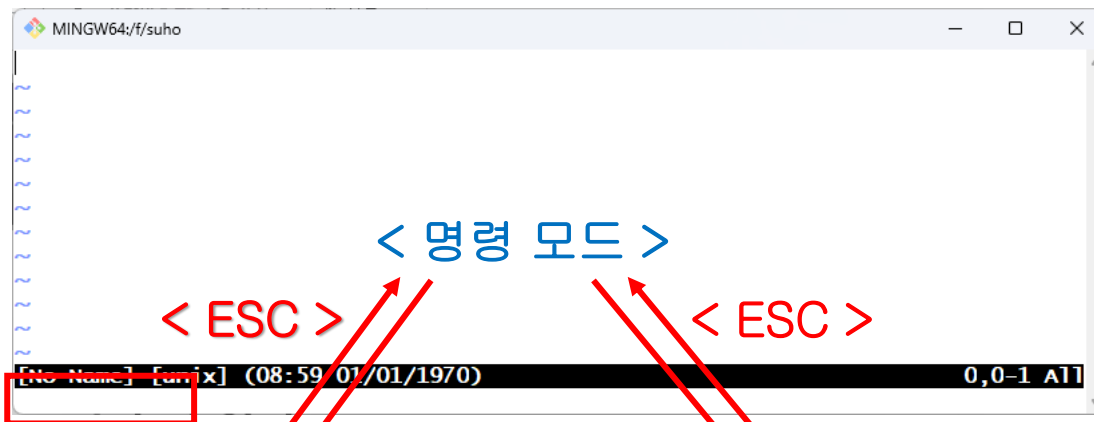 MINGW64:/f/suho
~
~
~
~
~
~
~
~
~
~
~
~
< 명령 모드 >
< ESC >
< ESC >
[No Name] [unix] (08:59 01/01/1970)
0,0-1 All